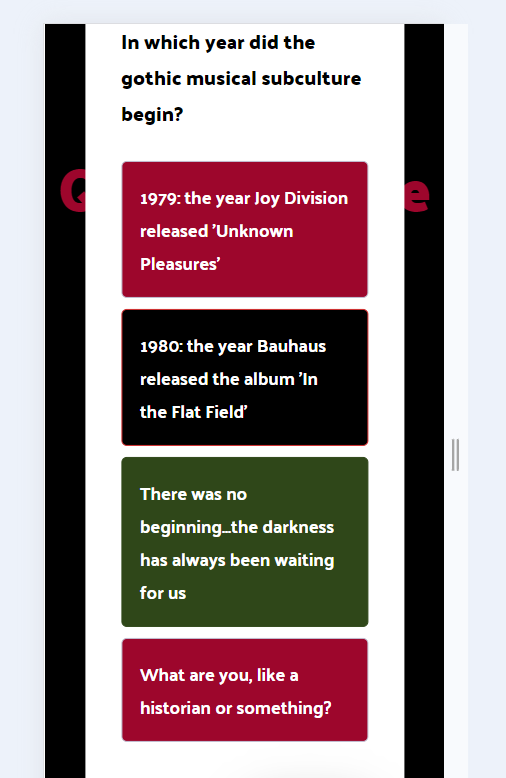 In which year did the
gothic musical subculture
begin?
1979: the year Joy Division
released 'Unknown
Pleasures'
1980: the year Bauhaus
released the album 'In
the Flat Field'
There was no
beginning...the darkness
has always been waiting
for us
What are you, like a
historian or something?